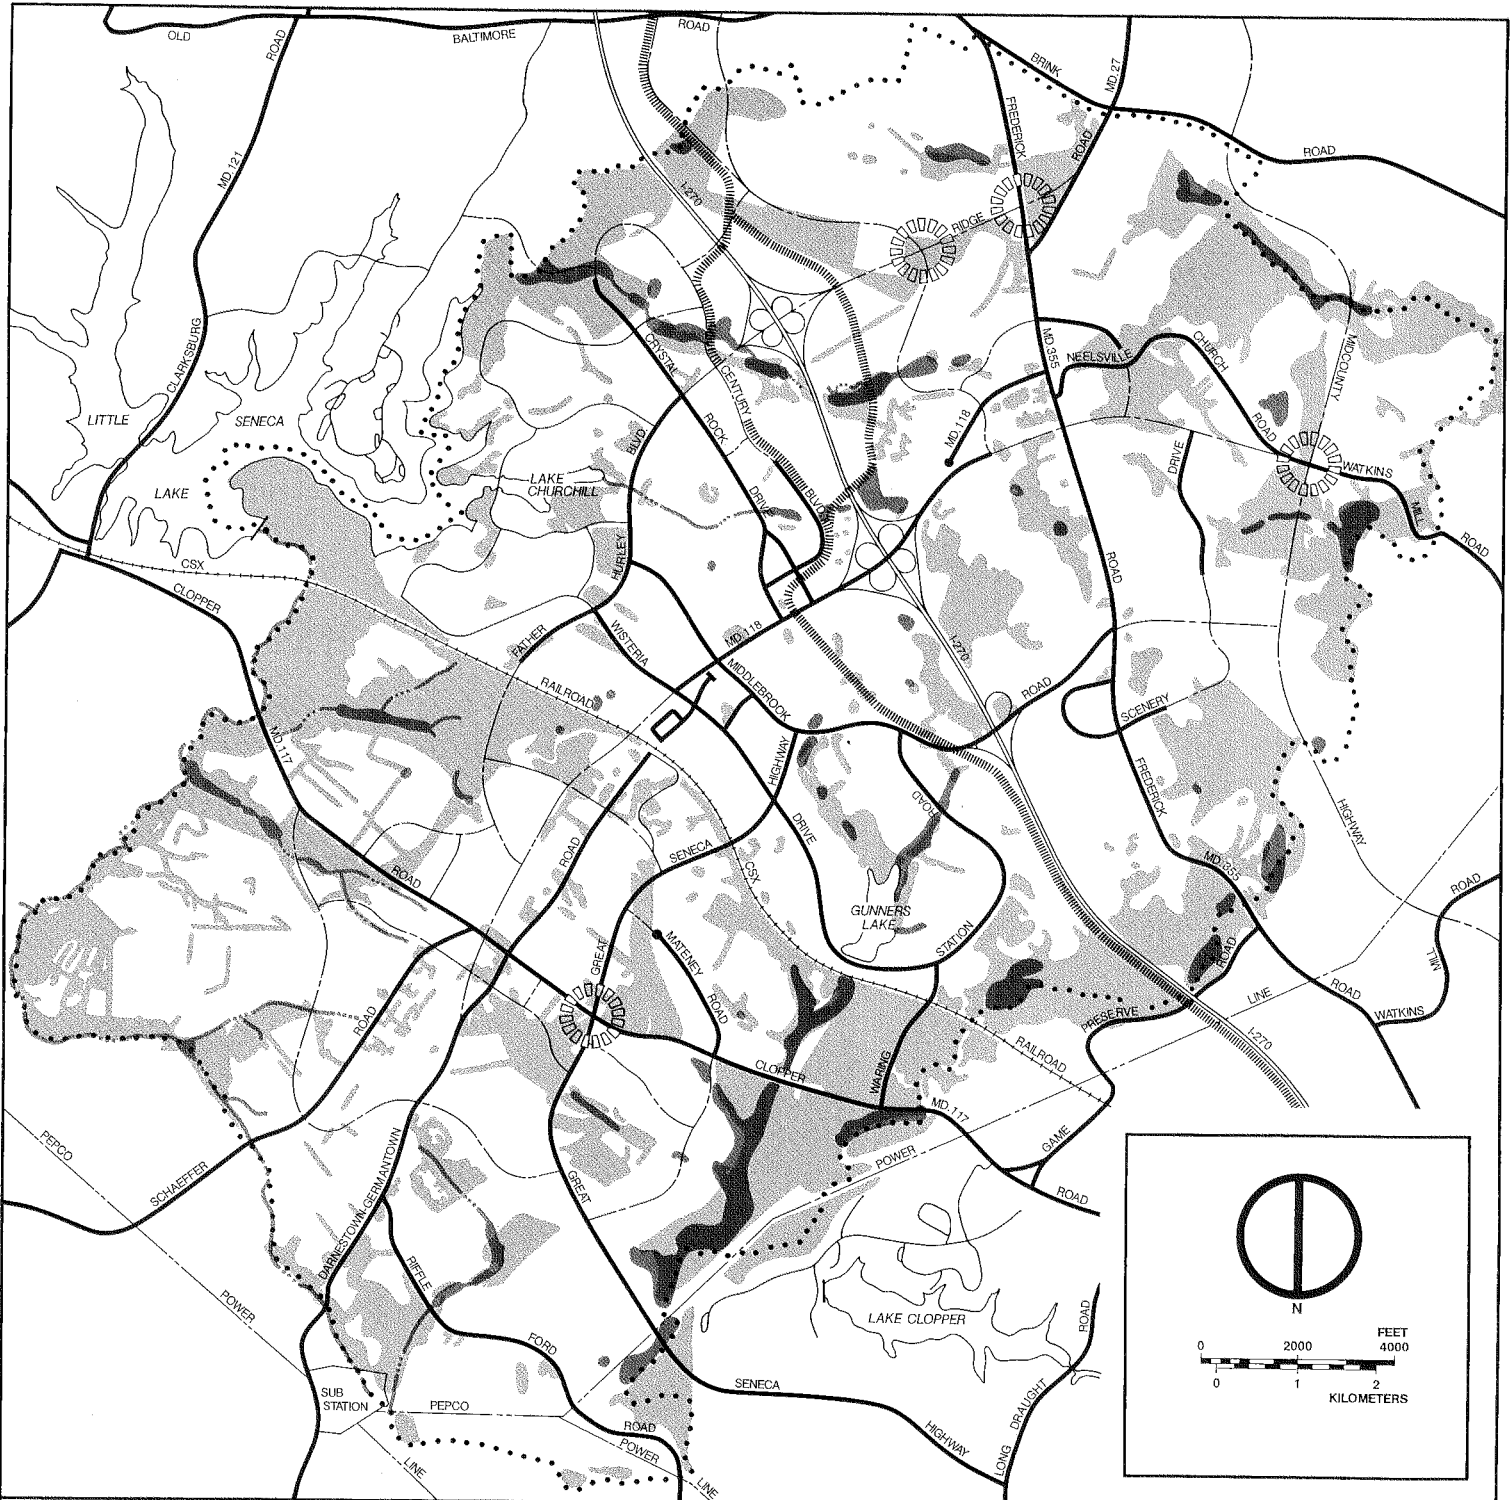 OLD
ROAD
BALTIMORE
ROAD
BRINK
MD.27
FREDERICK
ROAD
ROAD
MD.121
I-270
RIDGE
CLARKSBURG
MD.355
NEELSVILLE
CHURCH
MIDCOUNTY
CRYSTAL
CENTURY
ROCK
LITTLE
SENECA
LAKE
BLVD.
MD.118
DRIVE
ROAD
WATKINS
MILL
ROAD
LAKE
CHURCHILL
DRIVE
BLVD.
CSX
CLOPPER
HURLEY
ROAD
FATHER
WISTERIA
MD.118
I-270
MIDDLEBROCK
RAILROAD
ROAD
SCENERY
MD.117
HIGHWAY
FREDERICK
HIGHWAY
ROAD
DRIVE
ROAD
SENECA
CSX
MD.355
ROAD
ROAD
GUNNERS
LAKE
STATION
MATENEY
ROAD
GREAT
ROAD
MILL
ROAD
LINE
ROAD
WATKINS
PRESERVE
I-270
RAILROAD
CLOPPER
WARING
MD.117
PEPCO
GAME
POWER
SCHAEFFER
DARNESTOWN-GERMANTOWN
GREAT
ROAD
RIFFLE
POWER
LAKE CLOPPER
ROAD
FORD
SUB
STATION
PEPCO
SENECA
DRAUGHT
ROAD
POWER
HIGHWAY
LINE
LINE
LONG
N
FEET
0 2000 4000
0 1 2
KILOMETERS